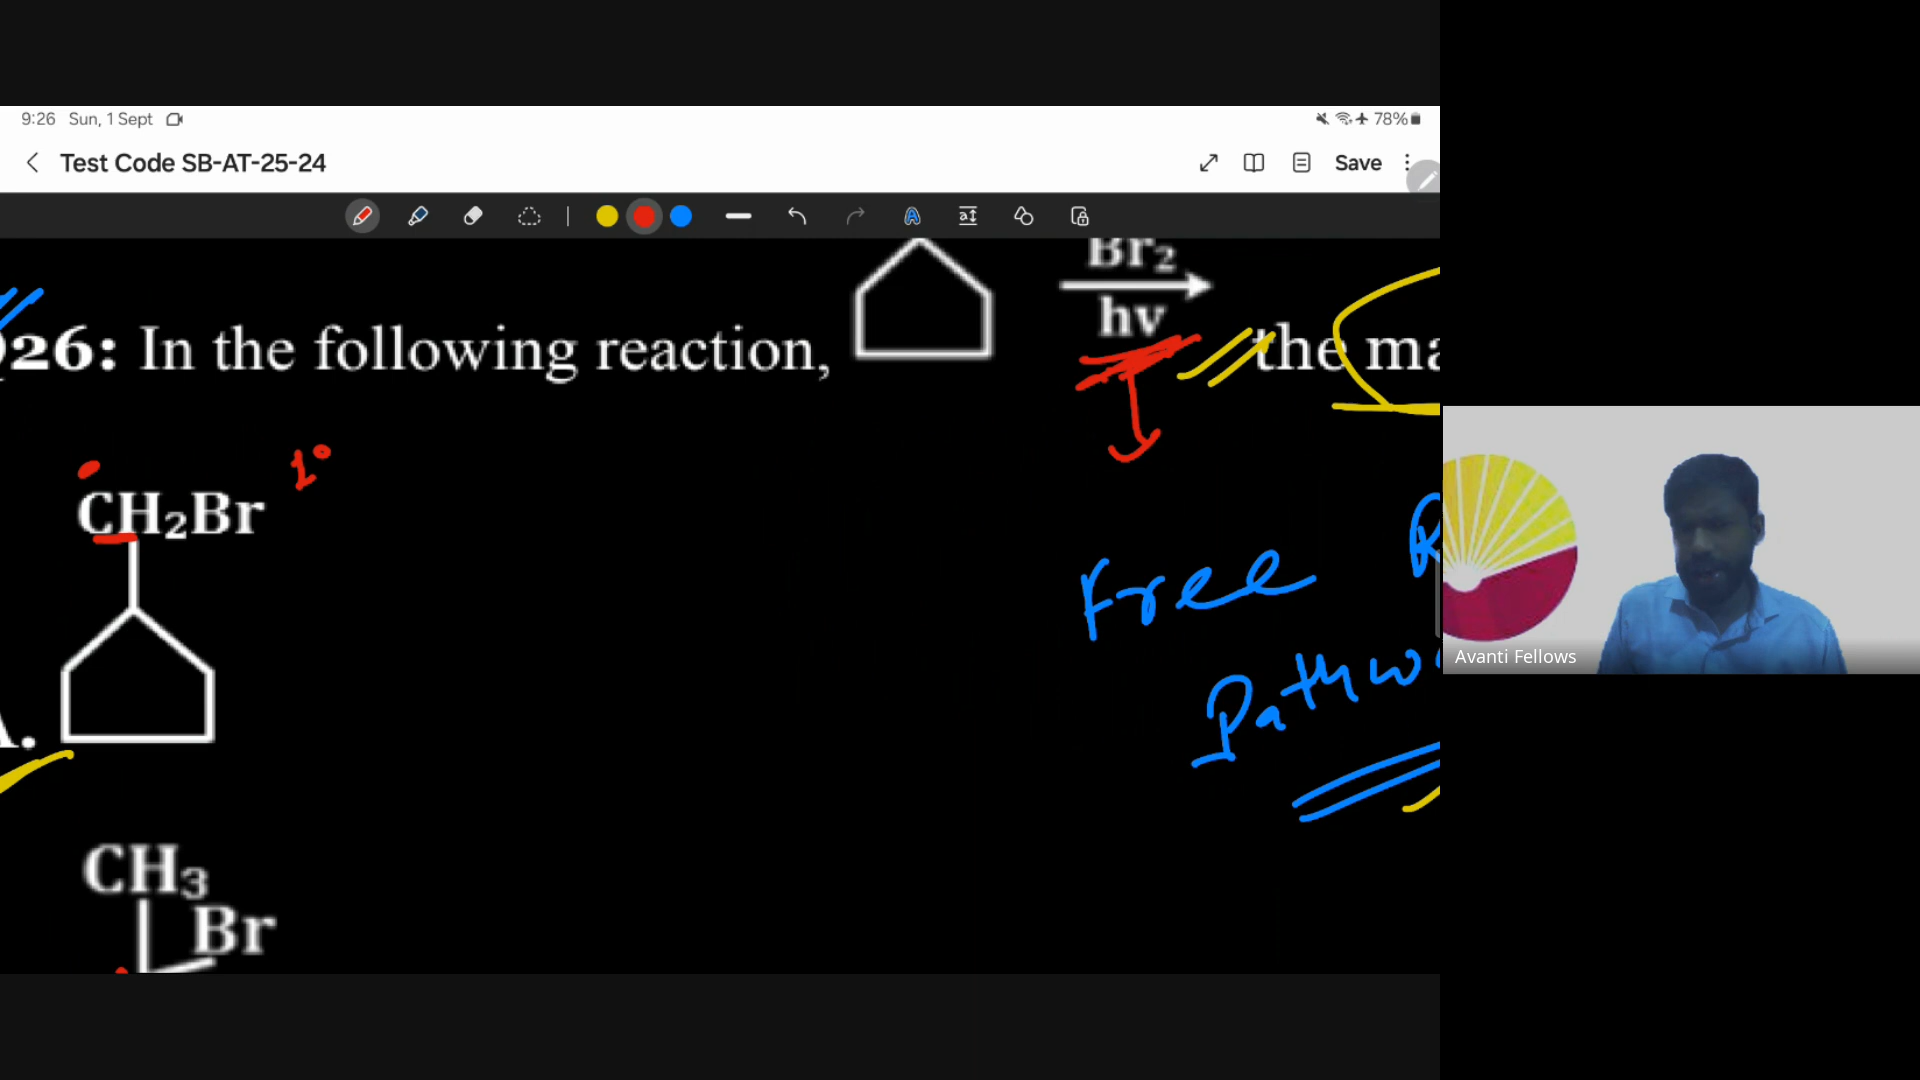 9:26 Sun, 1 Sept 78%
Test Code SB-AT-25-24 Save
Br₂
hν
26: In the following reaction, the ma
1°
CH₂Br
Free R
Pathw
A.
CH₃
Br
Avanti Fellows